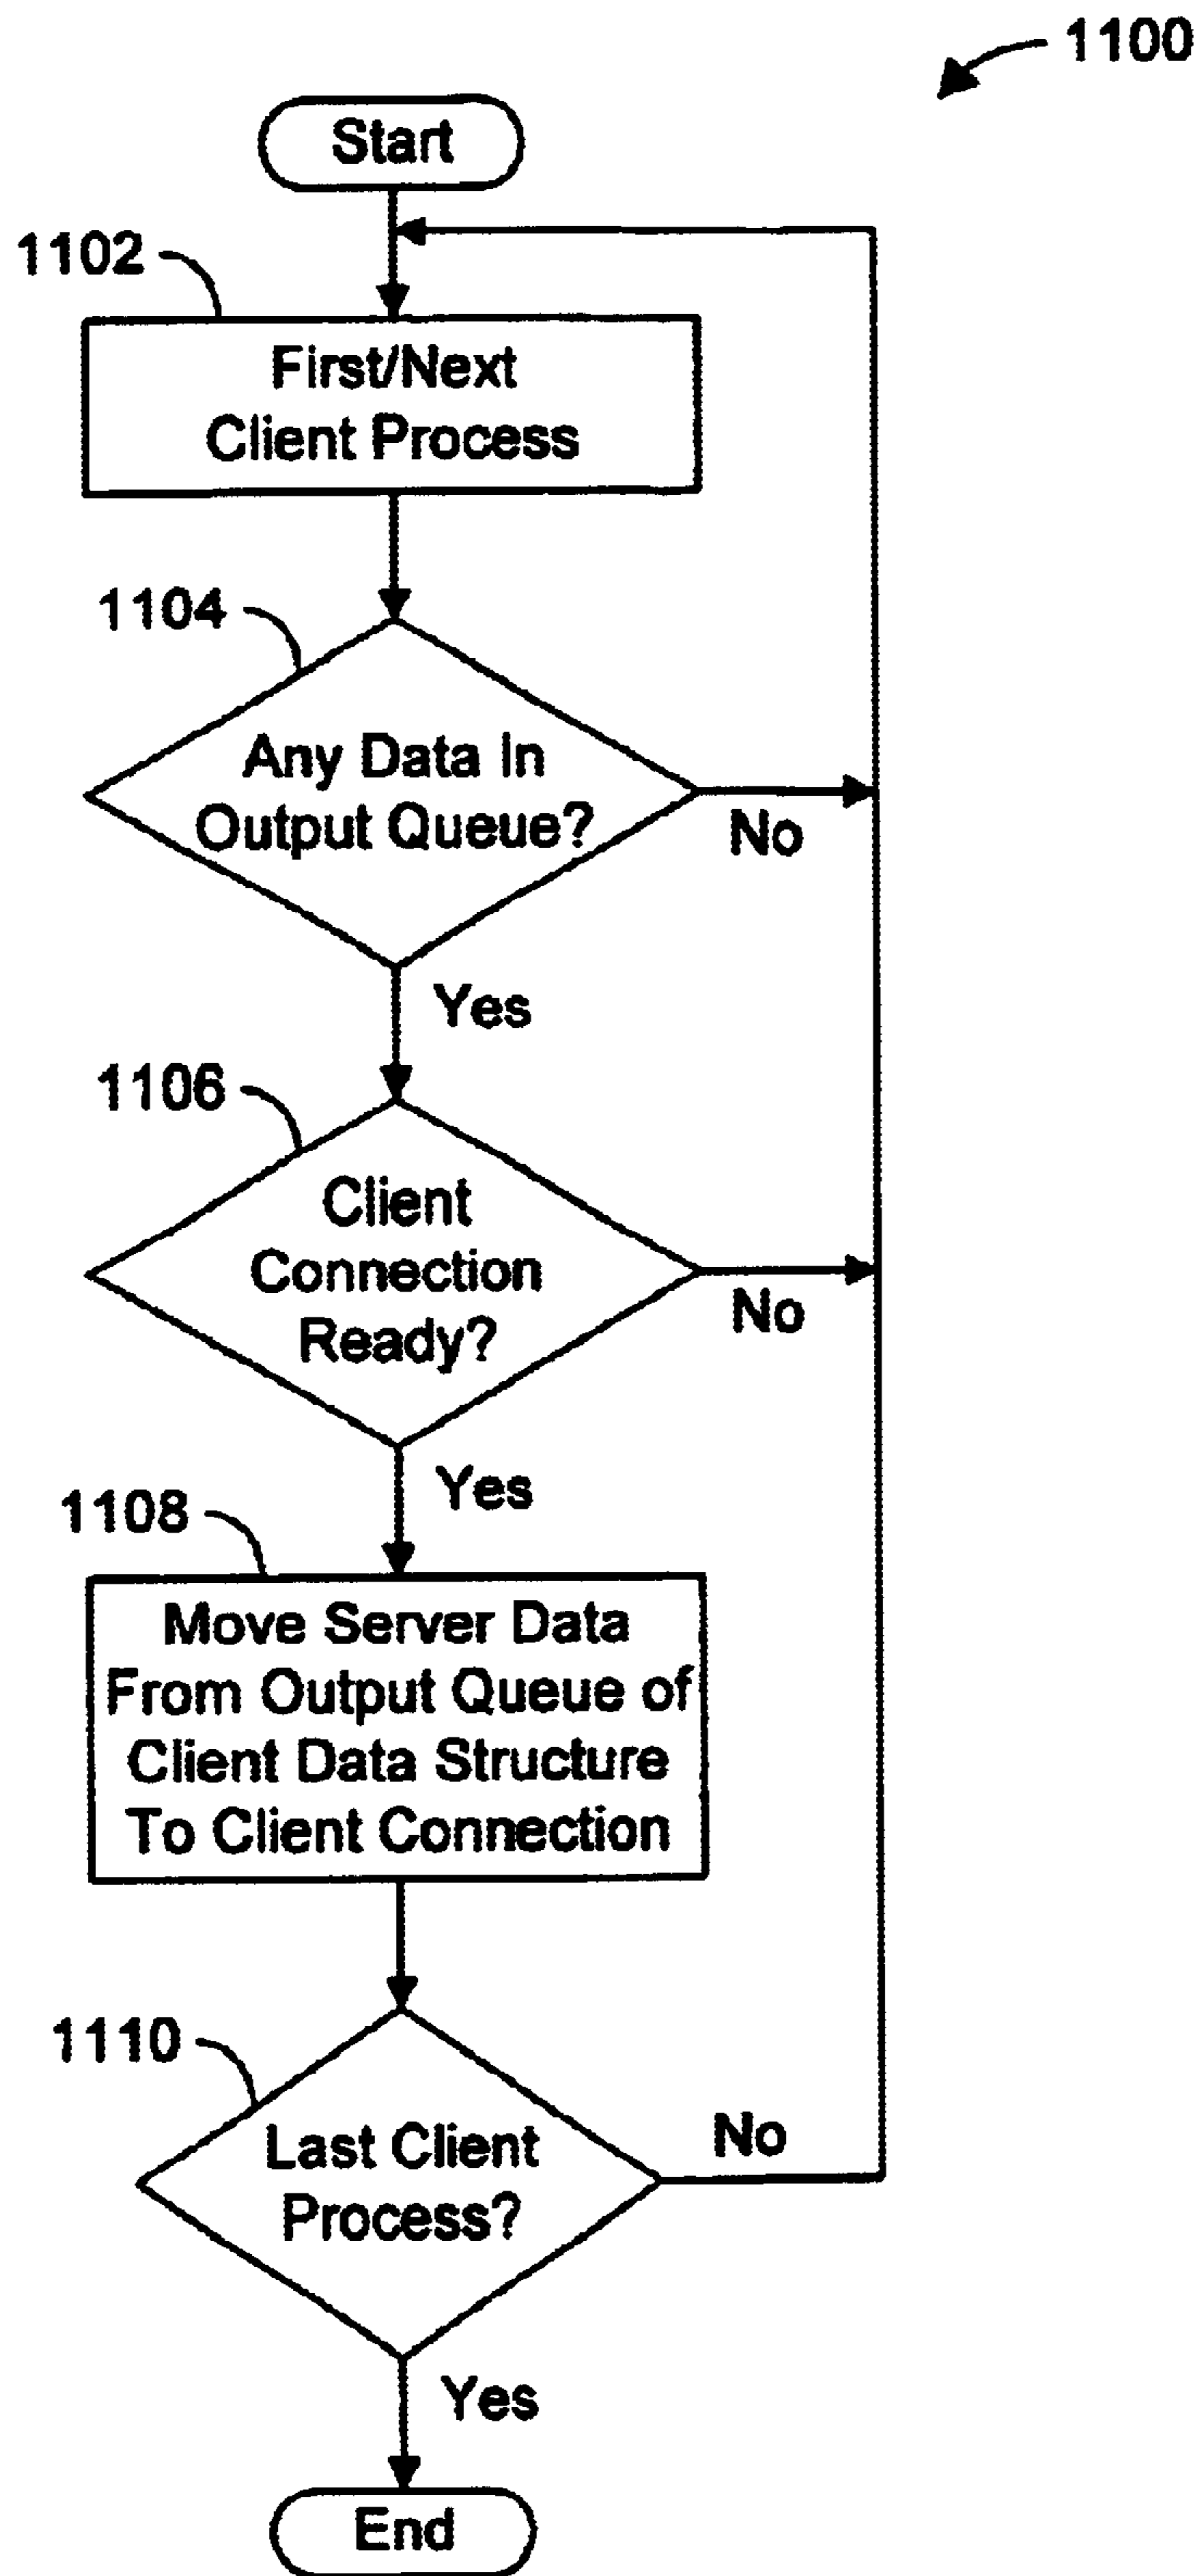 1100
Start
1102
First/Next
Client Process
1104
Any Data In
Output Queue?
No
Yes
1106
Client
Connection
Ready?
No
Yes
1108
Move Server Data
From Output Queue of
Client Data Structure
To Client Connection
1110
Last Client
Process?
No
Yes
End